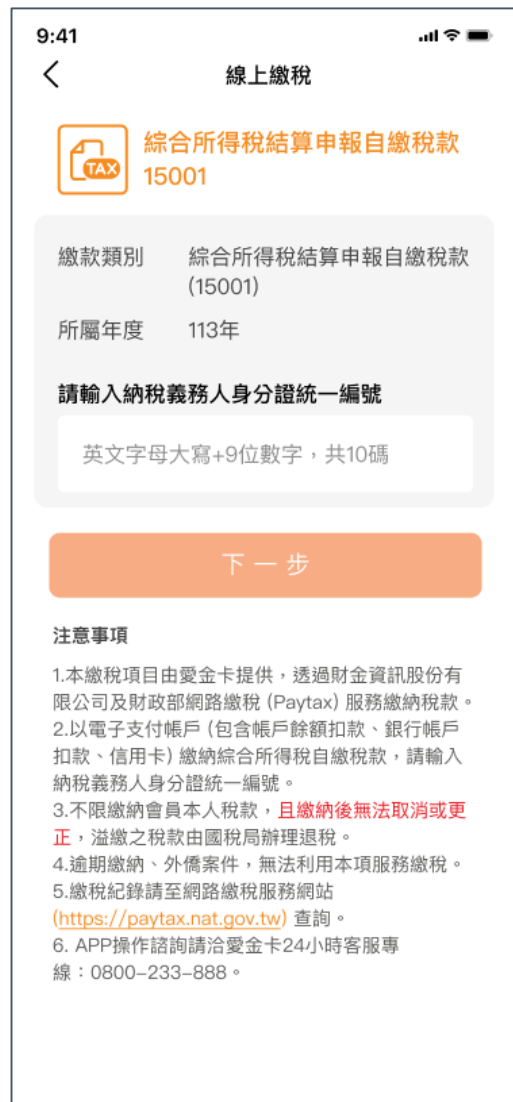 9:41
線上繳稅
綜合所得稅結算申報自繳稅款
TAX
15001
繳款類別 綜合所得稅結算申報自繳稅款
(15001)
所屬年度 113年
請輸入納稅義務人身分證統一編號
英文字母大寫+9位數字，共10碼
下一步
注意事項
1.本繳稅項目由愛金卡提供，透過財金資訊股份有
限公司及財政部網路繳稅 (Paytax) 服務繳納稅款。
2.以電子支付帳戶 (包含帳戶餘額扣款、銀行帳戶
扣款、信用卡) 繳納綜合所得稅自繳稅款，請輸入
納稅義務人身分證統一編號。
3.不限繳納會員本人稅款，且繳納後無法取消或更
正，溢繳之稅款由國稅局辦理退稅。
4.逾期繳納、外僑案件，無法利用本項服務繳稅。
5.繳稅紀錄請至網路繳稅服務網站
(https://paytax.nat.gov.tw) 查詢。
6. APP操作諮詢請洽愛金卡24小時客服專
線：0800–233–888。